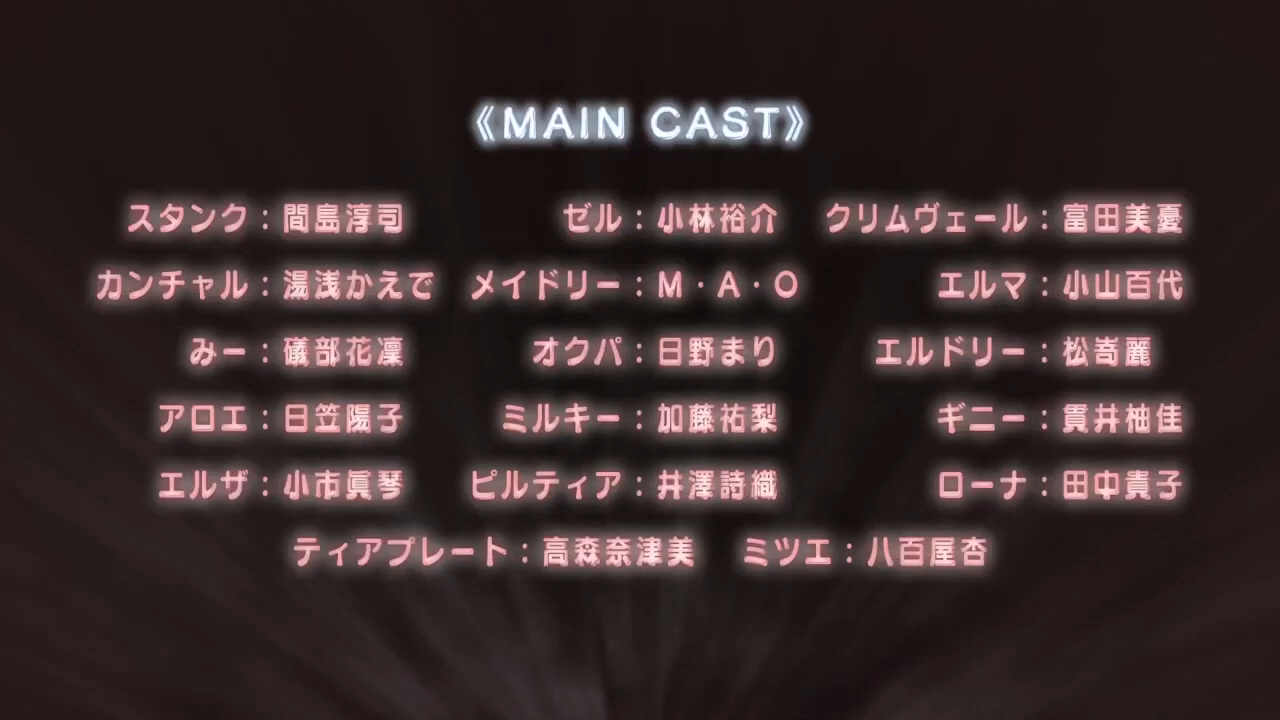 《MAIN CAST》
スタンク：間島淳司 ゼル：小林裕介 クリムヴェール：富田美憂
カンチャル：湯浅かえで メイドリー：M・A・O エルマ：小山百代
みー：礒部花凜 オクパ：日野まり エルドリー：松嵜麗
アロエ：日笠陽子 ミルキー：加藤祐梨 ギニー：貫井柚佳
エルザ：小市眞琴 ピルティア：井澤詩織 ローナ：田中貴子
ティアプレート：高森奈津美 ミツエ：八百屋杏